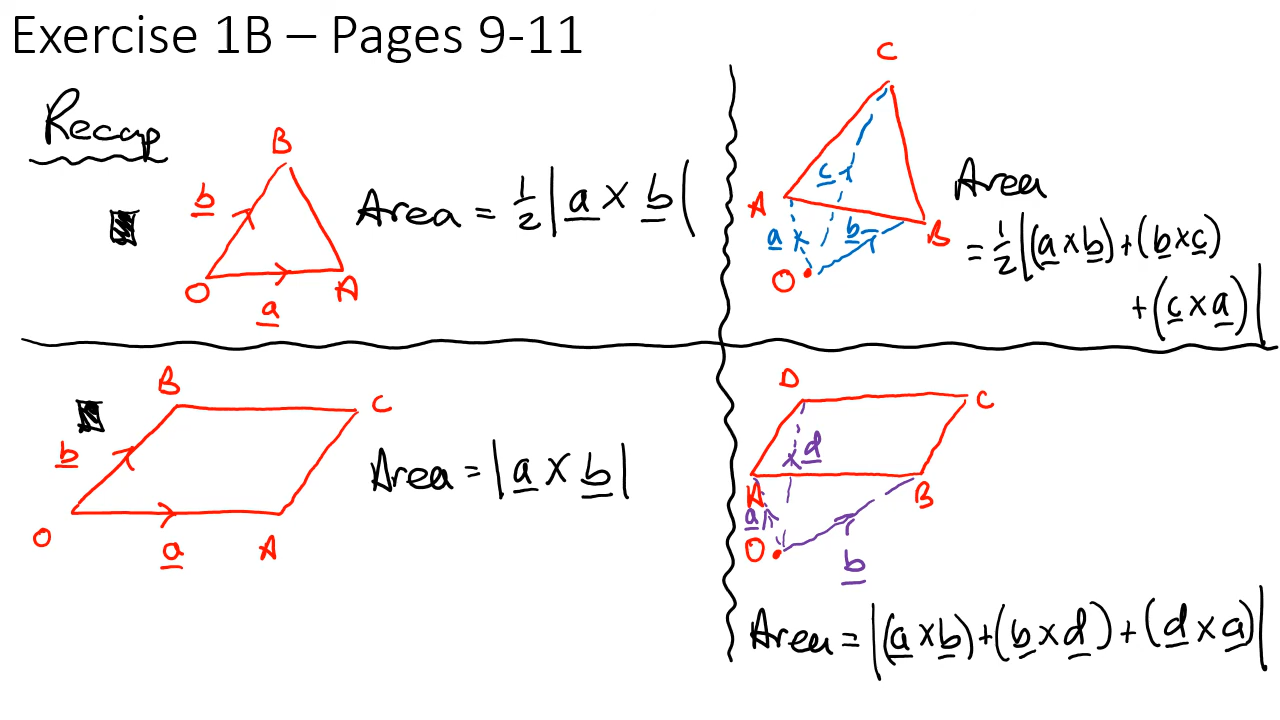 Exercise 1B – Pages 9-11
Recap
B
b
O
a
A
Area = ½|a × b|
C
c
A
a
b
B
O
Area
= ½|(a×b)+(b×c)
+(c×a)|
B
C
b
O
a
A
Area = |a × b|
D
C
d
A
B
a
O
b
Area = |(a×b)+(b×d)+(d×a)|